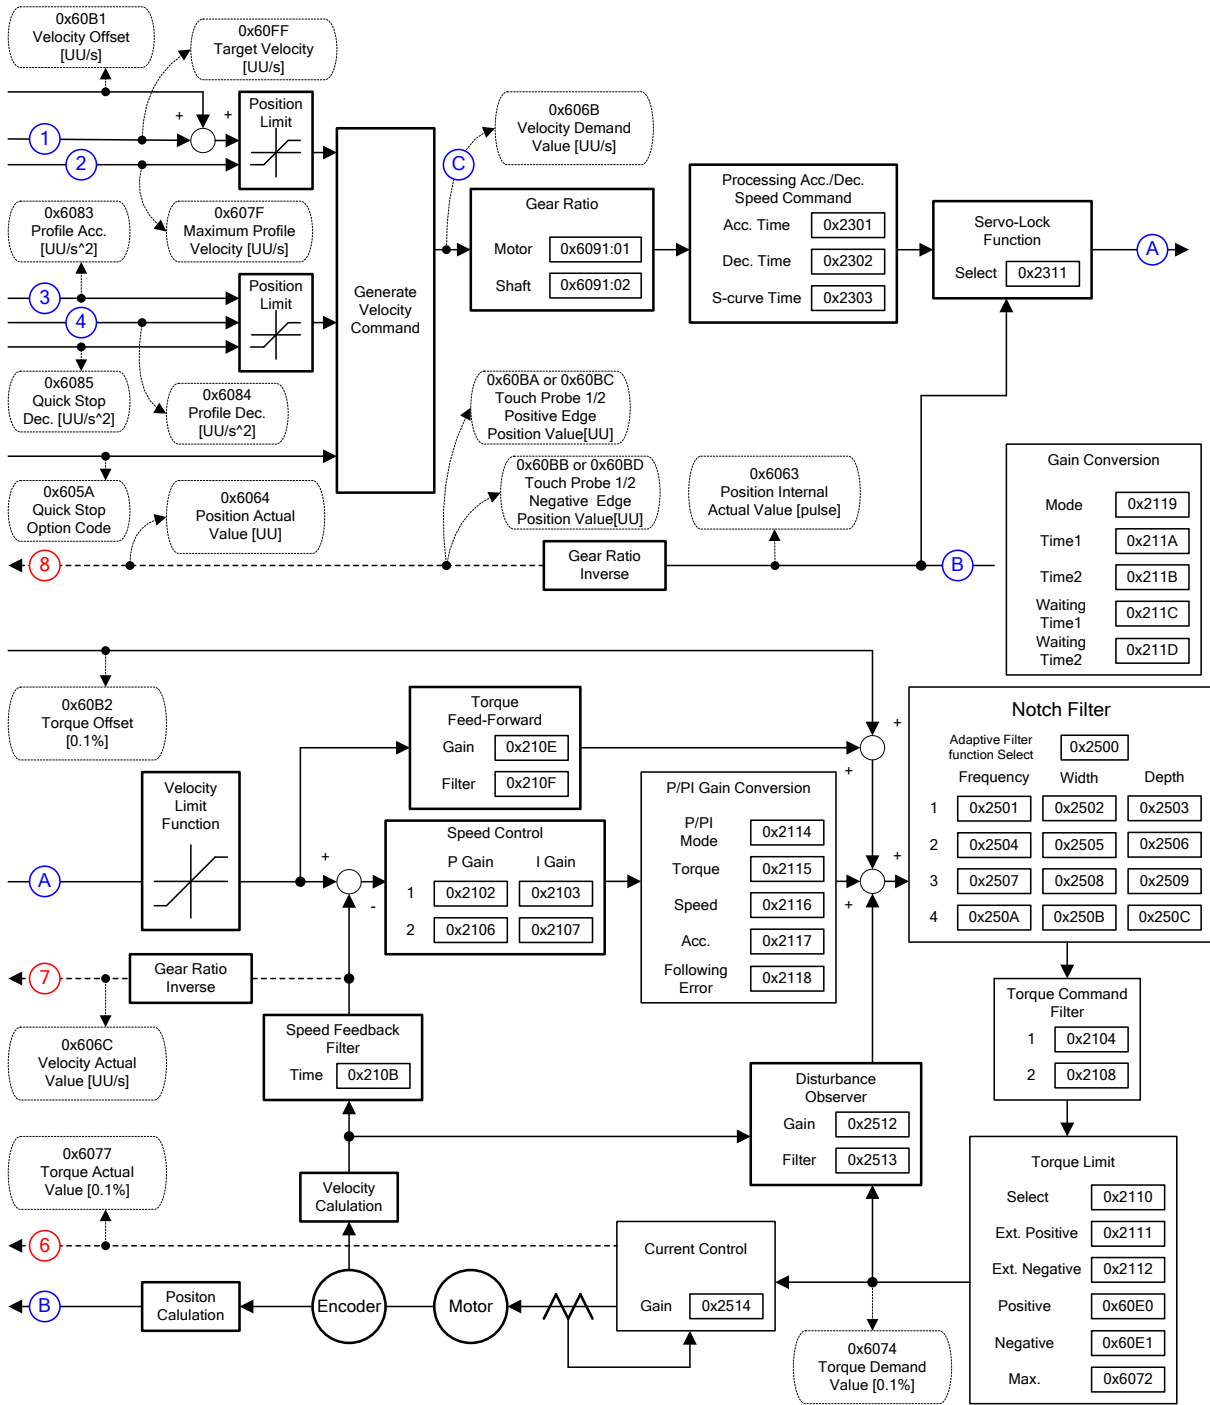 0x60B1
Velocity Offset
[UU/s]
0x60FF
Target Velocity
[UU/s]
+
+
1
2
Position
Limit
0x6083
Profile Acc.
[UU/s^2]
0x607F
Maximum Profile
Velocity [UU/s]
3
4
Position
Limit
0x6085
Quick Stop
Dec. [UU/s^2]
0x6084
Profile Dec.
[UU/s^2]
0x605A
Quick Stop
Option Code
0x6064
Position Actual
Value [UU]
8
Generate
Velocity
Command
C
0x606B
Velocity Demand
Value [UU/s]
Gear Ratio
Motor 0x6091:01
Shaft 0x6091:02
Processing Acc./Dec.
Speed Command
Acc. Time 0x2301
Dec. Time 0x2302
S-curve Time 0x2303
Servo-Lock
Function
Select 0x2311
A
0x60BA or 0x60BC
Touch Probe 1/2
Positive Edge
Position Value[UU]
0x60BB or 0x60BD
Touch Probe 1/2
Negative Edge
Position Value[UU]
0x6063
Position Internal
Actual Value [pulse]
Gear Ratio
Inverse
B
Gain Conversion
Mode 0x2119
Time1 0x211A
Time2 0x211B
Waiting
Time1 0x211C
Waiting
Time2 0x211D
0x60B2
Torque Offset
[0.1%]
Torque
Feed-Forward
Gain 0x210E
Filter 0x210F
+
+
Velocity
Limit
Function
A
+
-
Speed Control
P Gain I Gain
1 0x2102 0x2103
2 0x2106 0x2107
P/PI Gain Conversion
P/PI
Mode 0x2114
Torque 0x2115
Speed 0x2116
Acc. 0x2117
Following
Error 0x2118
+
+
Notch Filter
Adaptive Filter
function Select 0x2500
Frequency Width Depth
1 0x2501 0x2502 0x2503
2 0x2504 0x2505 0x2506
3 0x2507 0x2508 0x2509
4 0x250A 0x250B 0x250C
7
Gear Ratio
Inverse
0x606C
Velocity Actual
Value [UU/s]
Speed Feedback
Filter
Time 0x210B
Torque Command
Filter
1 0x2104
2 0x2108
Disturbance
Observer
Gain 0x2512
Filter 0x2513
0x6077
Torque Actual
Value [0.1%]
Velocity
Calulation
6
Current Control
Gain 0x2514
Torque Limit
Select 0x2110
Ext. Positive 0x2111
Ext. Negative 0x2112
Positive 0x60E0
Negative 0x60E1
Max. 0x6072
B
Positon
Calulation
Encoder
Motor
0x6074
Torque Demand
Value [0.1%]